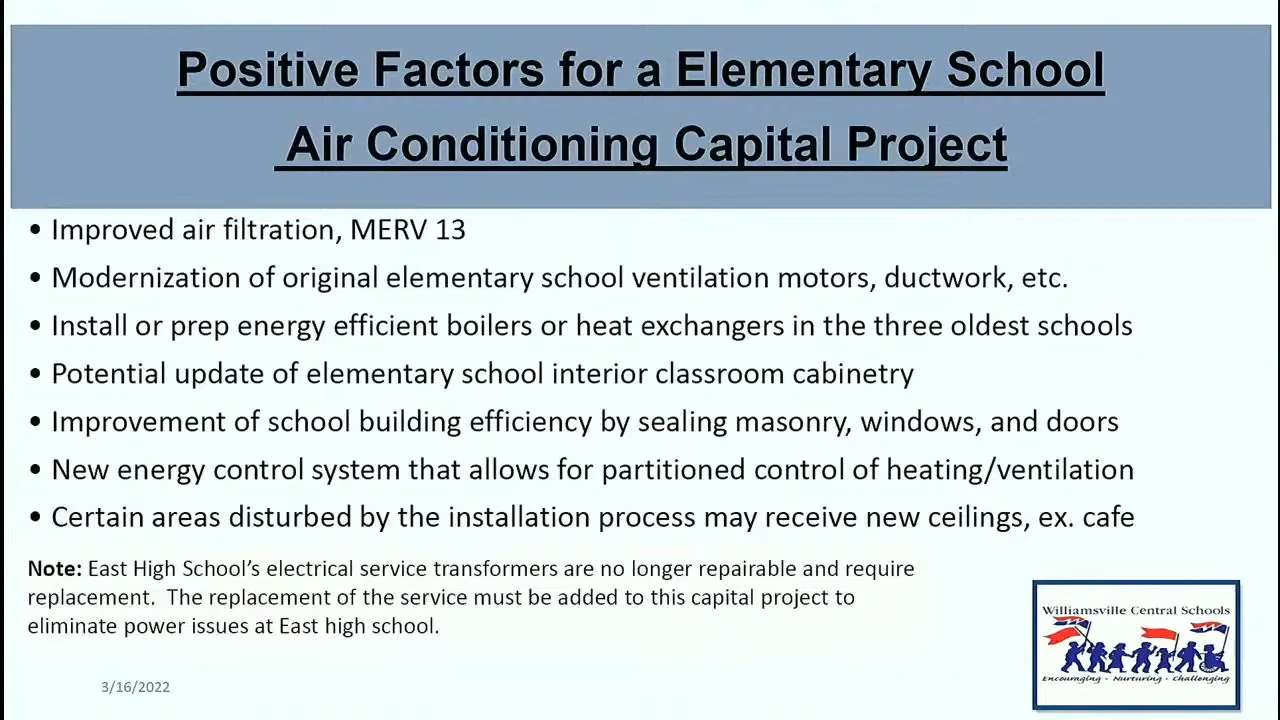 Positive Factors for a Elementary School
Air Conditioning Capital Project
• Improved air filtration, MERV 13
• Modernization of original elementary school ventilation motors, ductwork, etc.
• Install or prep energy efficient boilers or heat exchangers in the three oldest schools
• Potential update of elementary school interior classroom cabinetry
• Improvement of school building efficiency by sealing masonry, windows, and doors
• New energy control system that allows for partitioned control of heating/ventilation
• Certain areas disturbed by the installation process may receive new ceilings, ex. cafe
Note: East High School’s electrical service transformers are no longer repairable and require
replacement.  The replacement of the service must be added to this capital project to
eliminate power issues at East high school.
Williamsville Central Schools
Encouraging - Nurturing - Challenging
3/16/2022